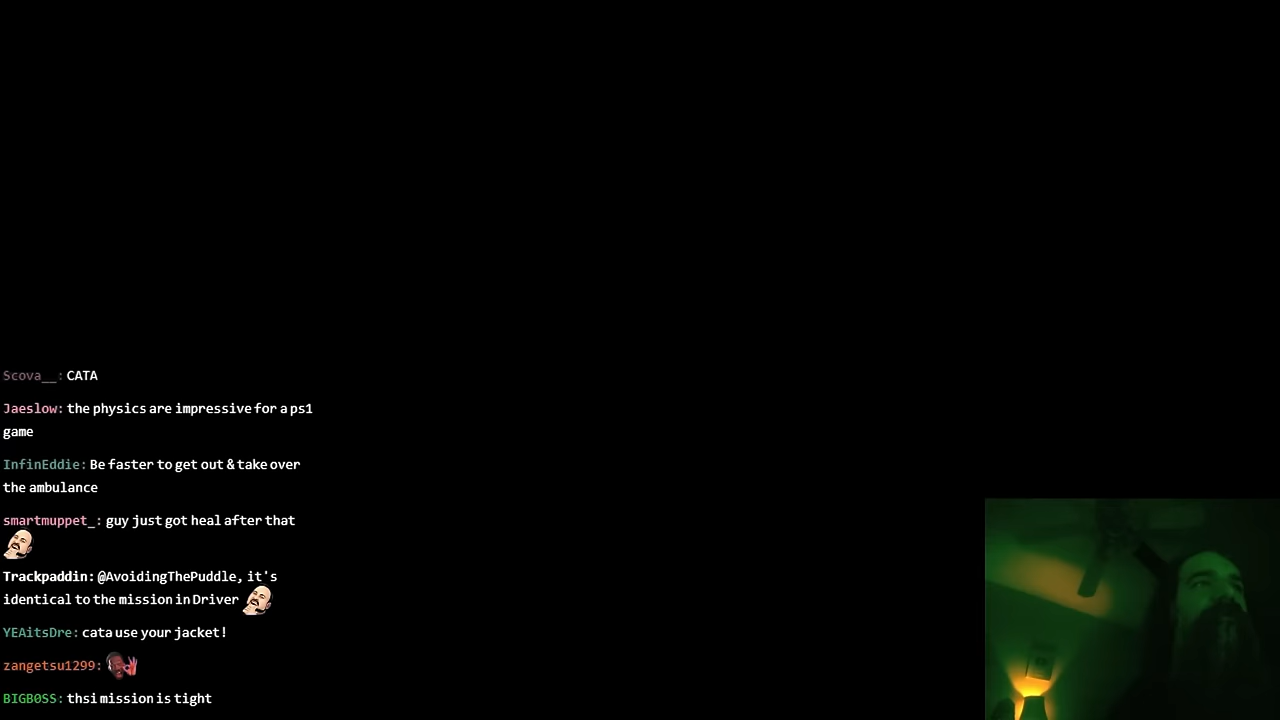 Scova__: CATA
Jaeslow: the physics are impressive for a ps1
game
InfinEddie: Be faster to get out & take over
the ambulance
smartmuppet_: guy just got heal after that
Trackpaddin: @AvoidingThePuddle, it's
identical to the mission in Driver
YEAitsDre: cata use your jacket!
zangetsu1299:
BIGB0SS: thsi mission is tight